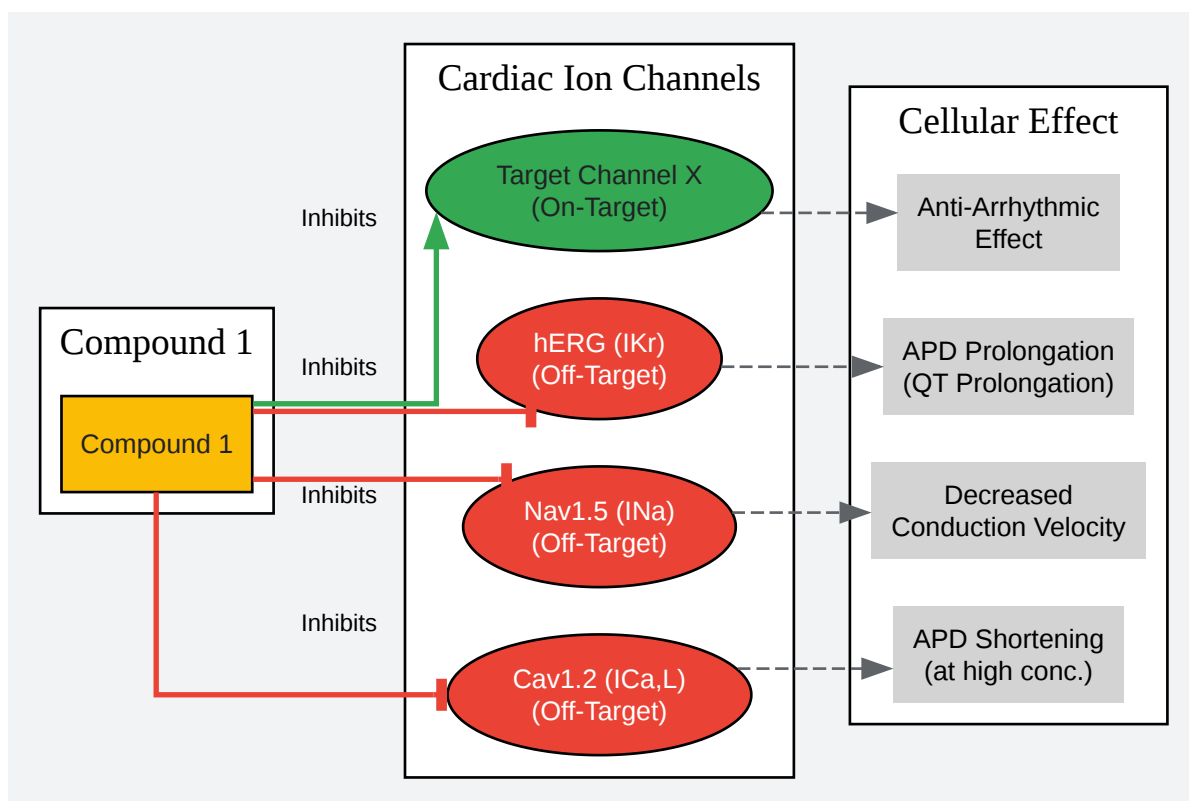 Compound 1
Compound 1
Inhibits
Inhibits
Inhibits
Inhibits
Cardiac Ion Channels
Target Channel X
(On-Target)
hERG (IKr)
(Off-Target)
Nav1.5 (INa)
(Off-Target)
Cav1.2 (ICa,L)
(Off-Target)
Cellular Effect
Anti-Arrhythmic
Effect
APD Prolongation
(QT Prolongation)
Decreased
Conduction Velocity
APD Shortening
(at high conc.)